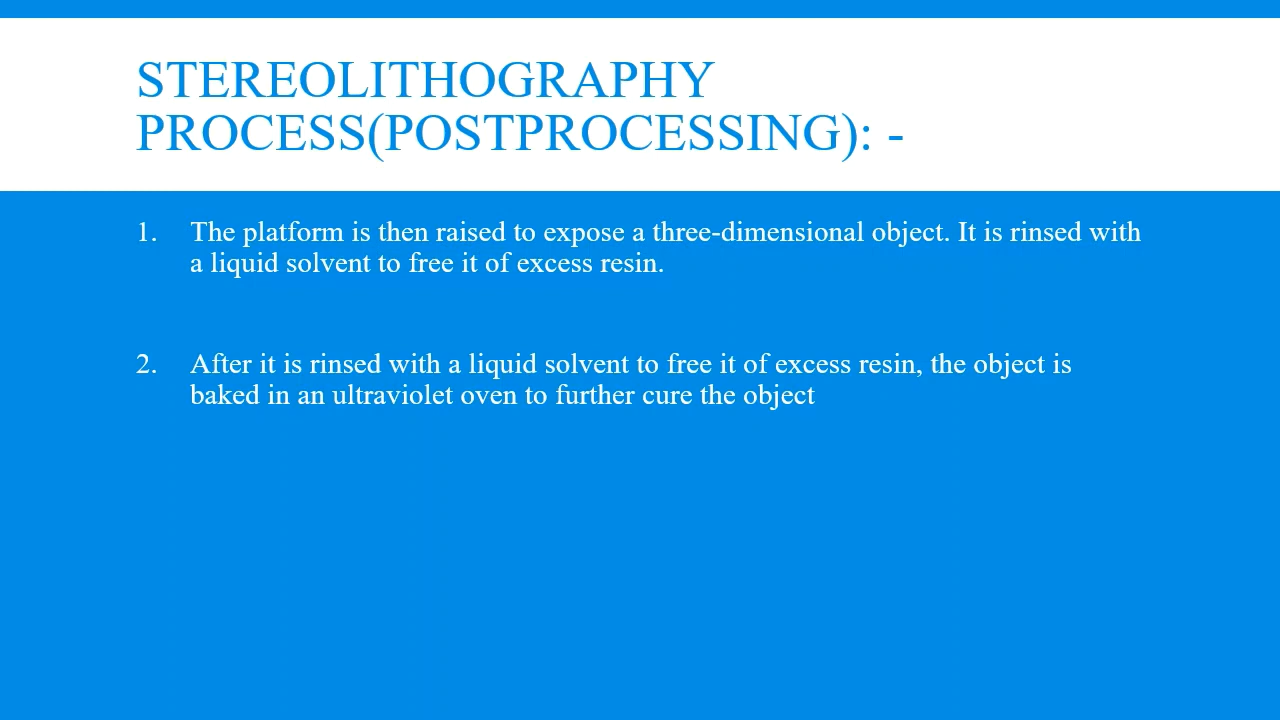 STEREOLITHOGRAPHY
PROCESS(POSTPROCESSING): -
1. The platform is then raised to expose a three-dimensional object. It is rinsed with
a liquid solvent to free it of excess resin.
2. After it is rinsed with a liquid solvent to free it of excess resin, the object is
baked in an ultraviolet oven to further cure the object